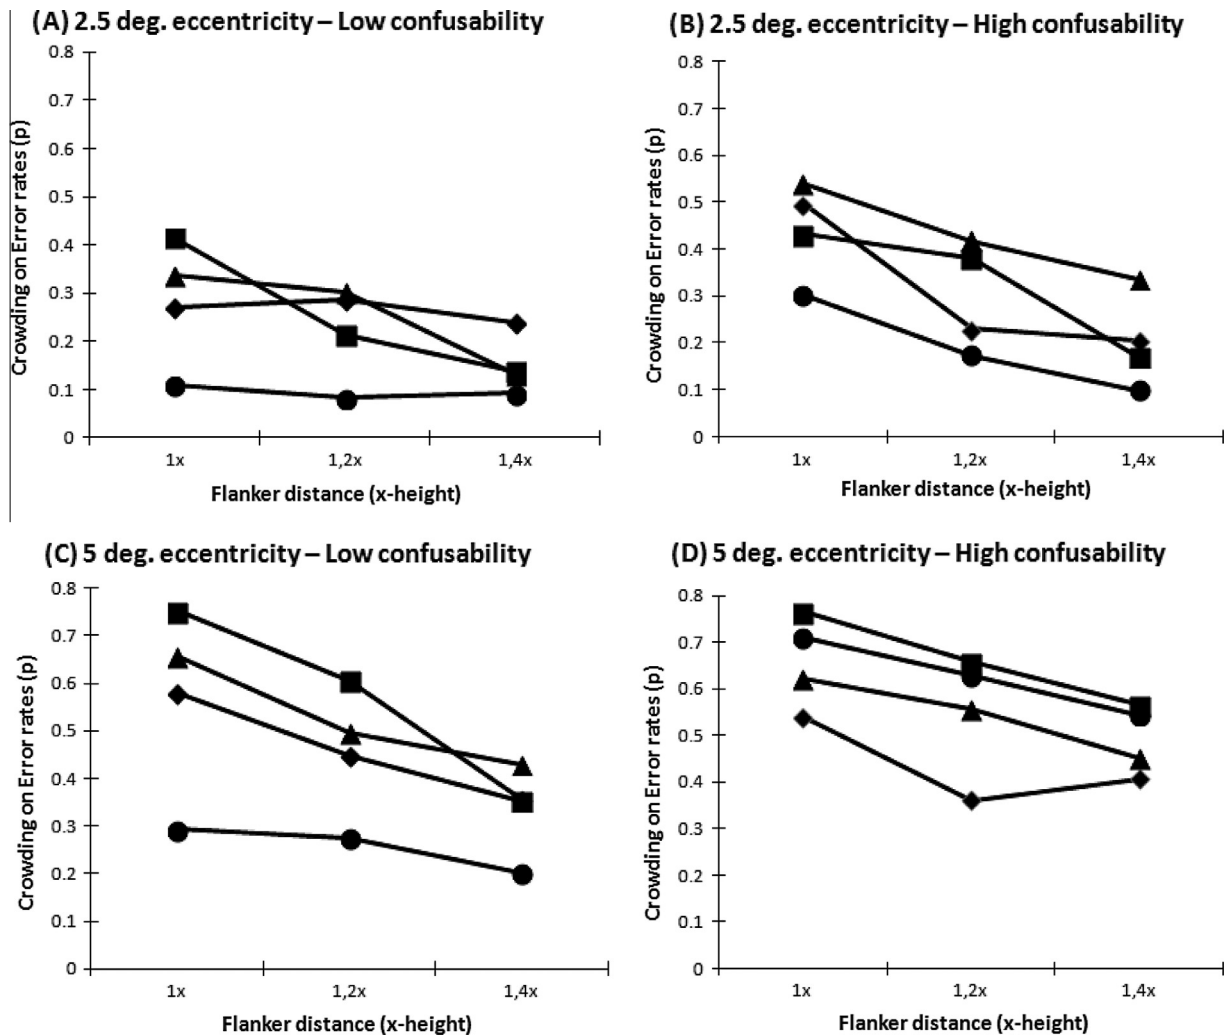 (A) 2.5 deg. eccentricity – Low confusability
Crowding on Error rates (p)
0.8
0.7
0.6
0.5
0.4
0.3
0.2
0.1
0
1x 1,2x 1,4x
Flanker distance (x-height)
(B) 2.5 deg. eccentricity – High confusability
Crowding on Error rates (p)
0.8
0.7
0.6
0.5
0.4
0.3
0.2
0.1
0
1x 1,2x 1,4x
Flanker distance (x-height)
(C) 5 deg. eccentricity – Low confusability
Crowding on Error rates (p)
0.8
0.7
0.6
0.5
0.4
0.3
0.2
0.1
0
1x 1,2x 1,4x
Flanker distance (x-height)
(D) 5 deg. eccentricity – High confusability
Crowding on Error rates (p)
0.8
0.7
0.6
0.5
0.4
0.3
0.2
0.1
0
1x 1,2x 1,4x
Flanker distance (x-height)